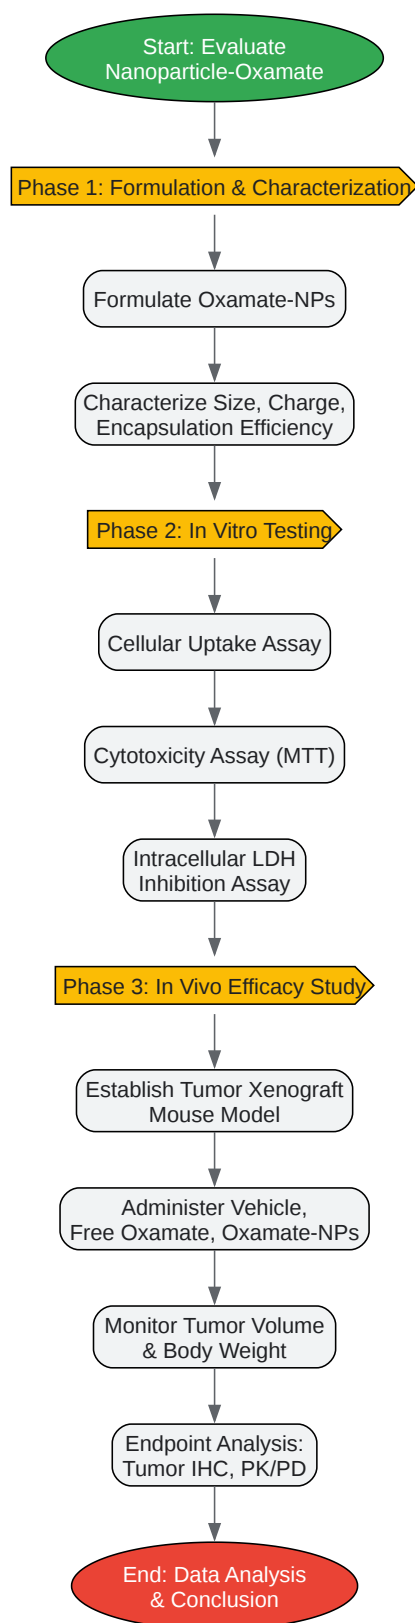 Start: Evaluate
Nanoparticle-Oxamate
Phase 1: Formulation & Characterization
Formulate Oxamate-NPs
Characterize Size, Charge,
Encapsulation Efficiency
Phase 2: In Vitro Testing
Cellular Uptake Assay
Cytotoxicity Assay (MTT)
Intracellular LDH
Inhibition Assay
Phase 3: In Vivo Efficacy Study
Establish Tumor Xenograft
Mouse Model
Administer Vehicle,
Free Oxamate, Oxamate-NPs
Monitor Tumor Volume
& Body Weight
Endpoint Analysis:
Tumor IHC, PK/PD
End: Data Analysis
& Conclusion